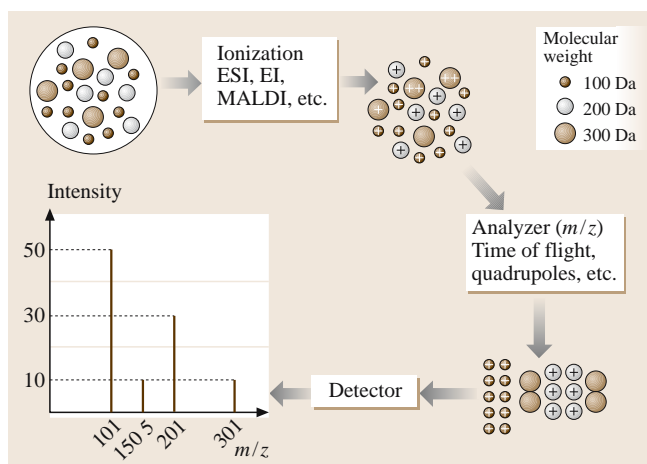 Ionization
ESI, EI,
MALDI, etc.
Molecular
weight
100 Da
200 Da
300 Da
Analyzer (m/z)
Time of flight,
quadrupoles, etc.
Detector
Intensity
50
30
10
101
150 5
201
301
m/z